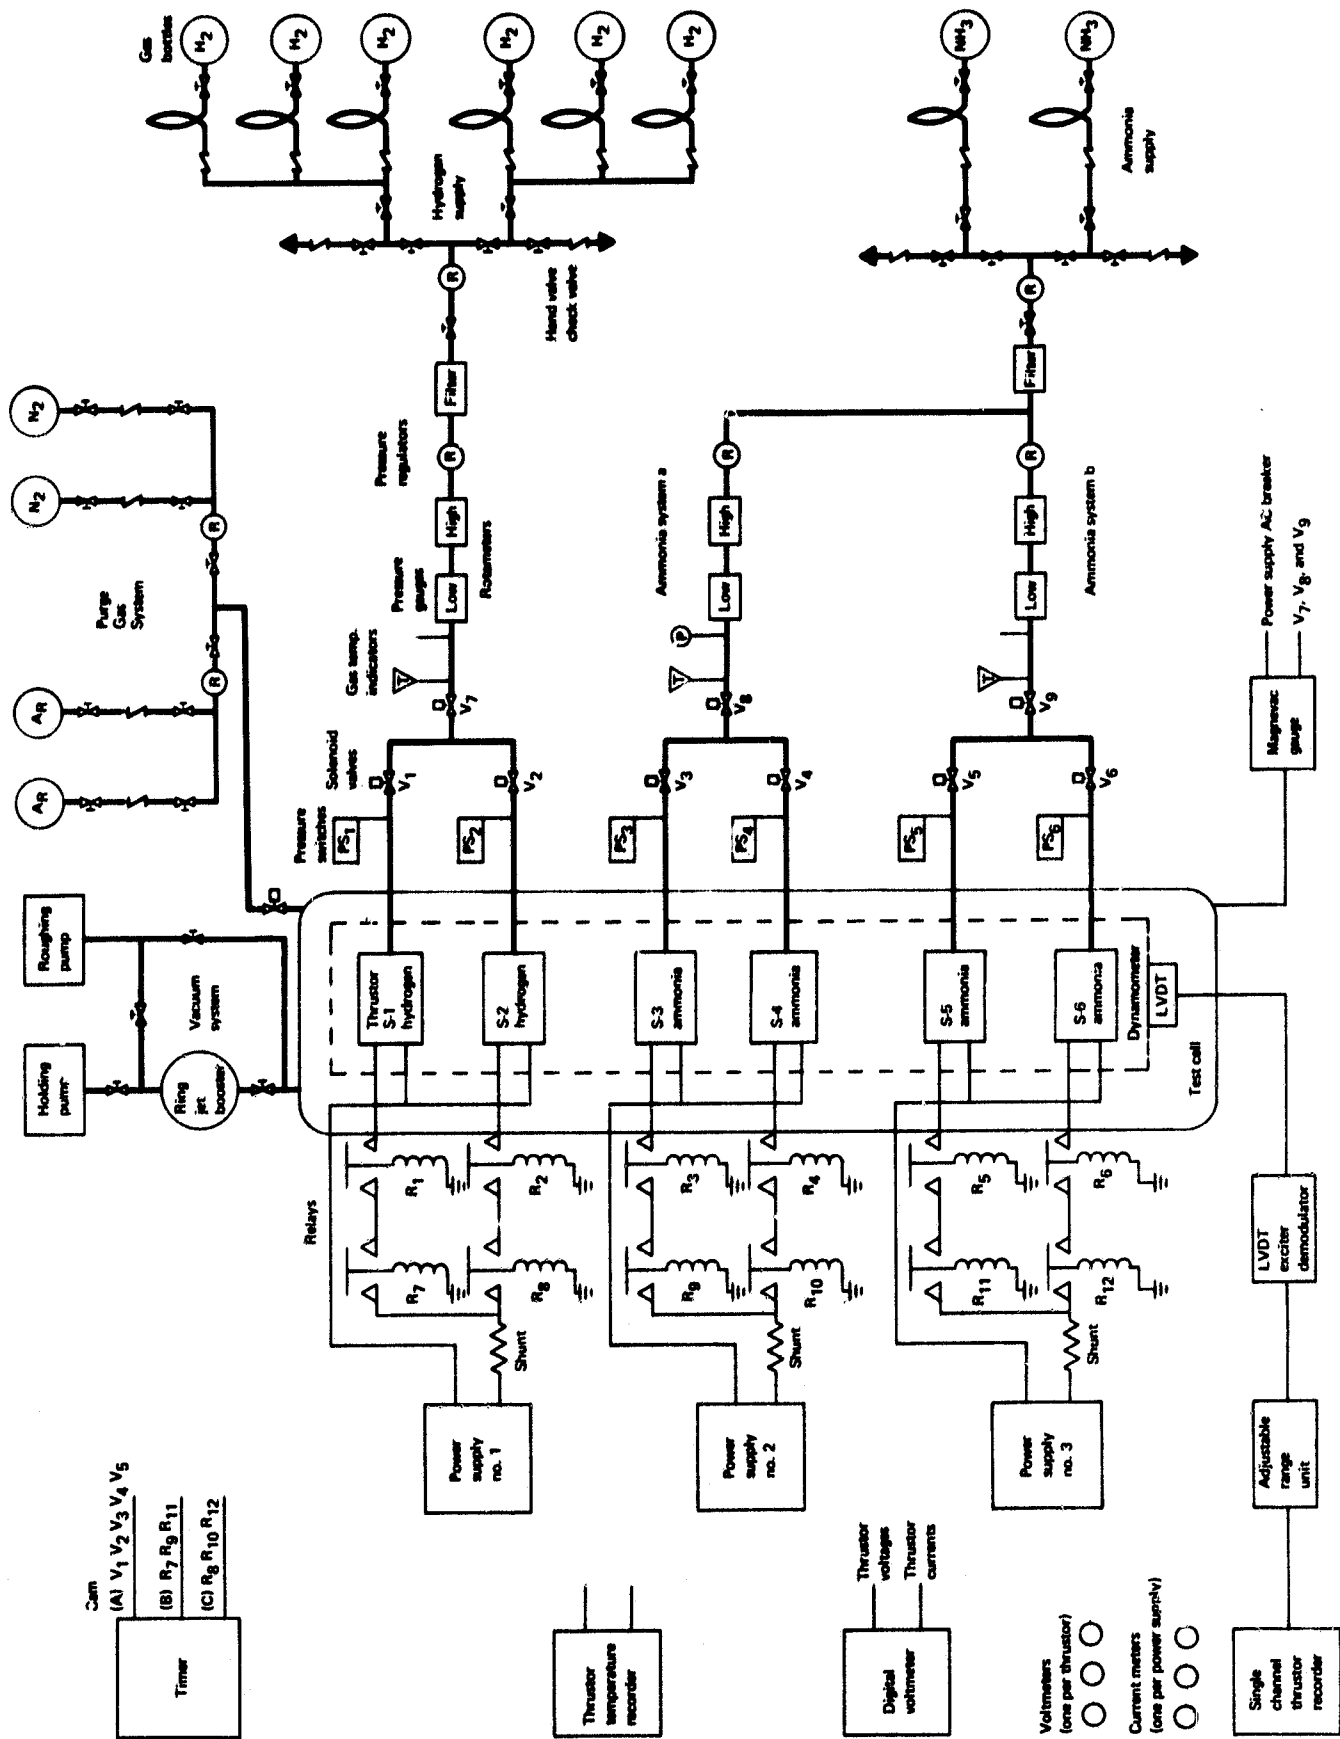 Timer
Cam
(A) V1 V2 V3 V4 V5
(B) R7 R9 R11
(C) R8 R10 R12
Holding
pump
Roughing
pump
Ring
jet
booster
Vacuum
system
AR
AR
N2
N2
Purge
Gas
System
R
R
Gas
bottles
H2
H2
H2
H2
H2
H2
Hydrogen
supply
Hand valve
check valve
Relays
Pressure
switches
Solenoid
valves
Gas temp.
indicators
Pressure
gauges
Pressure
regulators
Power
supply
no. 1
Shunt
R7
R1
R8
R2
Thrustor
S-1
hydrogen
S-2
hydrogen
PS1
PS2
V1
V2
V7
T
Low
High
Rotameters
R
Filter
R
Thrustor
temperature
recorder
Power
supply
no. 2
Shunt
R9
R3
R10
R4
S-3
ammonia
S-4
ammonia
PS3
PS4
V3
V4
V8
T
P
Low
High
R
Ammonia system a
Digital
voltmeter
Thrustor
voltages
Thrustor
currents
Power
supply
no. 3
Shunt
R11
R5
R12
R6
S-5
ammonia
S-6
ammonia
PS5
PS6
V5
V6
V9
T
Low
High
R
Filter
R
Ammonia system b
NH3
NH3
Ammonia
supply
Dynamometer
LVDT
Test cell
Voltmeters
(one per thrustor)
Current meters
(one per power supply)
Single
channel
thrustor
recorder
Adjustable
range
unit
LVDT
exciter
demodulator
Magnevac
gauge
Power supply AC breaker
V7, V8, and V9